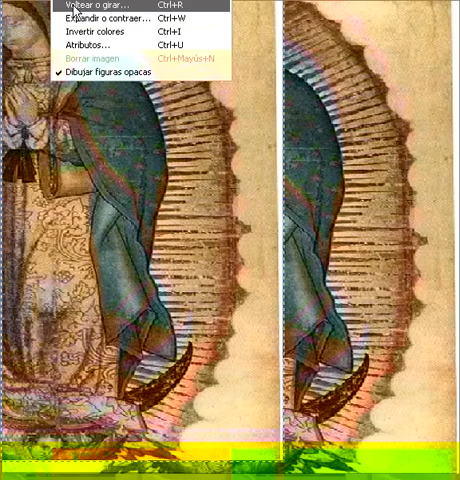 Voltear o girar... Ctrl+R
Expandir o contraer... Ctrl+W
Invertir colores Ctrl+I
Atributos... Ctrl+U
Borrar imagen Ctrl+Mayús+N
Dibujar figuras opacas